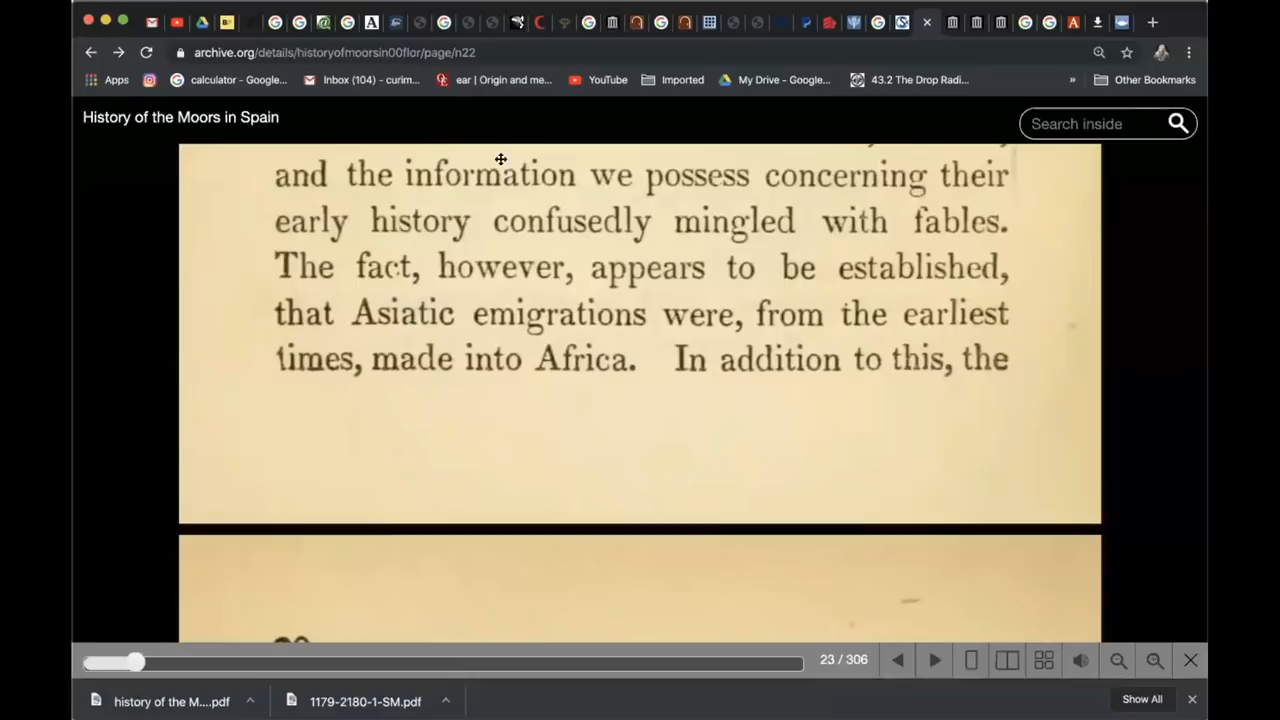 archive.org/details/historyofmoorsin00flor/page/n22
Apps
calculator - Google...
Inbox (104) - curim...
ear | Origin and me...
YouTube
Imported
My Drive - Google...
43.2 The Drop Radi...
»
Other Bookmarks
History of the Moors in Spain
Search inside
and the information we possess concerning their
early history confusedly mingled with fables.
The fact, however, appears to be established,
that Asiatic emigrations were, from the earliest
times, made into Africa. In addition to this, the
23 / 306
history of the M....pdf
1179-2180-1-SM.pdf
Show All